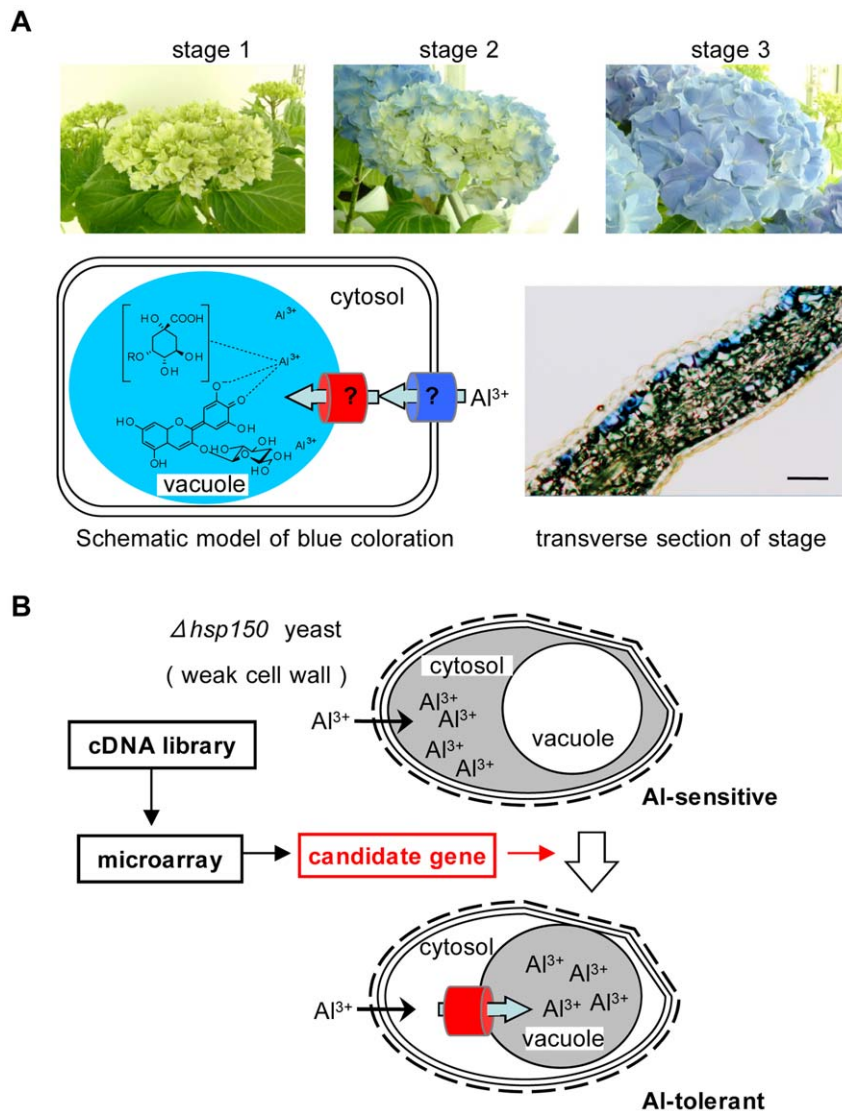 A
stage 1
stage 2
stage 3
cytosol
Al3+
HO
COOH
Al3+
RO
OH
OH
O
O
? ? Al3+
HO
O+
OH
OH
O
O
OH
OH
HO
OH
Al3+
vacuole
Schematic model of blue coloration
transverse section of stage
B
Δhsp150 yeast
( weak cell wall )
cytosol
Al3+
Al3+ Al3+
Al3+
Al3+
vacuole
cDNA library
Al-sensitive
microarray
candidate gene
cytosol
Al3+ Al3+
Al3+ Al3+ Al3+
vacuole
Al-tolerant